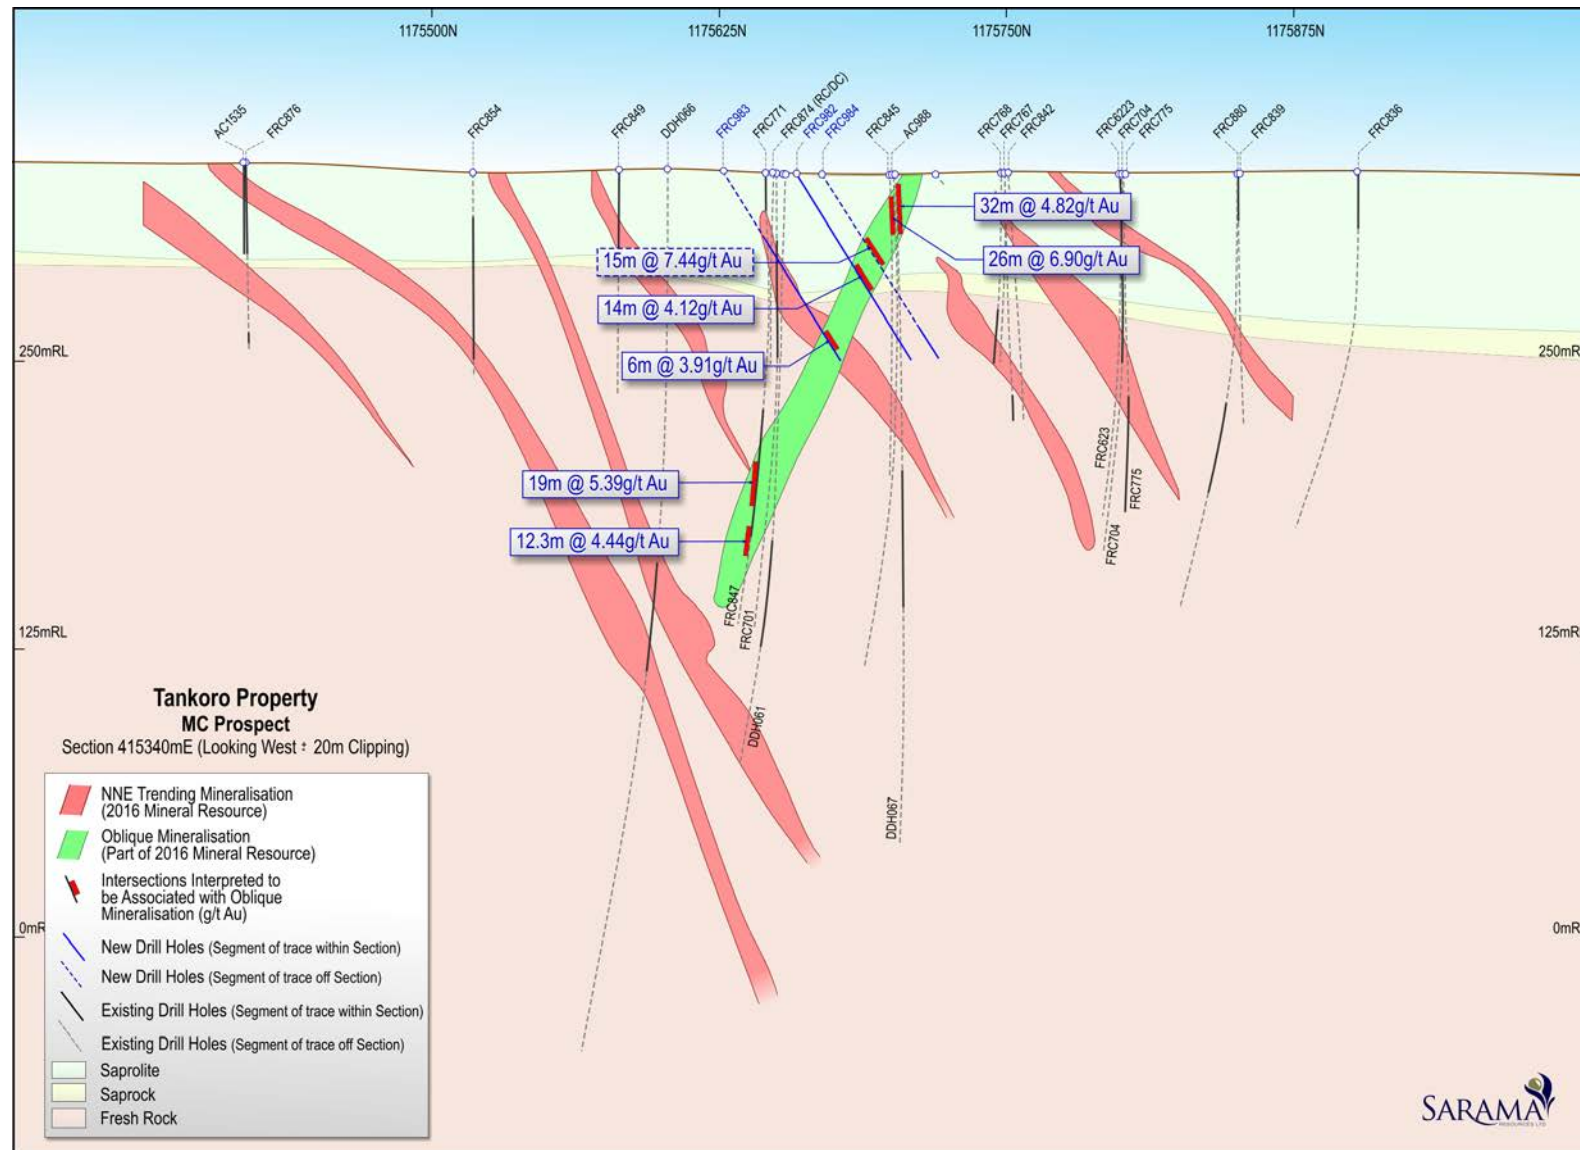 1175500N
1175625N
1175750N
1175875N
AC1535
FRC876
FRC854
FRC849
DDH066
FRC983
FRC771
FRC874 (RC/DC)
FRC982
FRC984
FRC845
AC988
FRC768
FRC767
FRC842
FRC6223
FRC704
FRC775
FRC880
FRC839
FRC836
32m @ 4.82g/t Au
15m @ 7.44g/t Au
26m @ 6.90g/t Au
14m @ 4.12g/t Au
6m @ 3.91g/t Au
250mRL
250mRL
19m @ 5.39g/t Au
12.3m @ 4.44g/t Au
FRC623
FRC775
FRC704
FRC847
FRC701
125mRL
125mRL
DDH061
DDH067
Tankoro Property
MC Prospect
Section 415340mE (Looking West ± 20m Clipping)
NNE Trending Mineralisation
(2016 Mineral Resource)
Oblique Mineralisation
(Part of 2016 Mineral Resource)
Intersections Interpreted to
be Associated with Oblique
Mineralisation (g/t Au)
0mR
0mR
New Drill Holes (Segment of trace within Section)
New Drill Holes (Segment of trace off Section)
Existing Drill Holes (Segment of trace within Section)
Existing Drill Holes (Segment of trace off Section)
Saprolite
Saprock
Fresh Rock
SARAMA
RESOURCES LTD